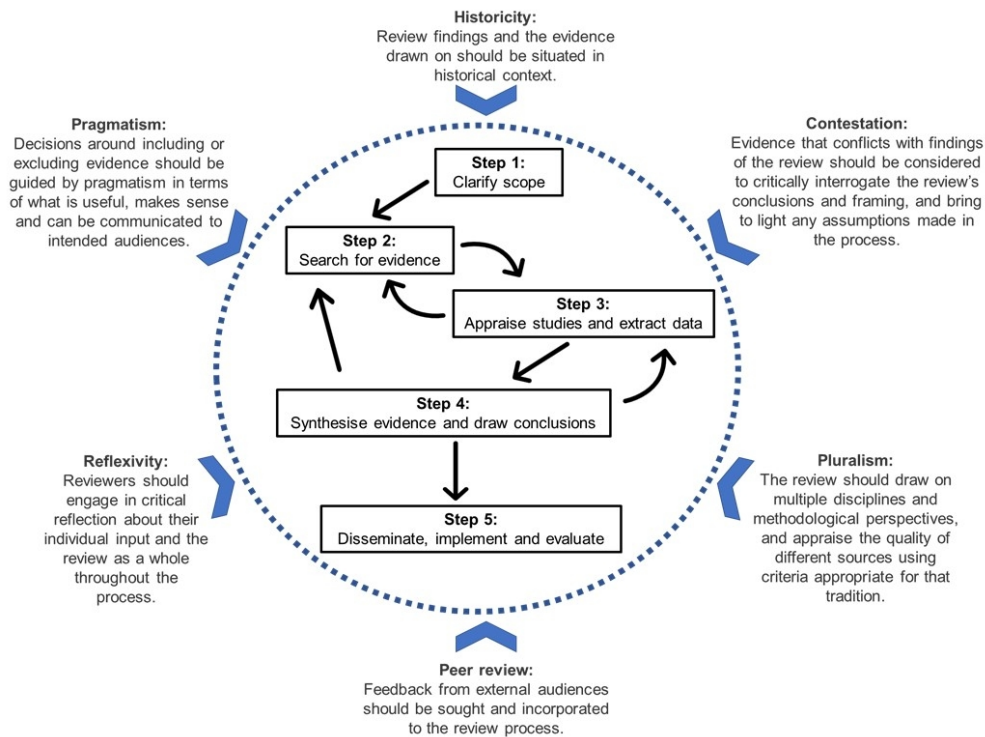 Historicity:
Review findings and the evidence
drawn on should be situated in
historical context.
Pragmatism:
Decisions around including or
excluding evidence should be
guided by pragmatism in terms
of what is useful, makes sense
and can be communicated to
intended audiences.
Contestation:
Evidence that conflicts with findings
of the review should be considered
to critically interrogate the review's
conclusions and framing, and bring
to light any assumptions made in
the process.
Step 1:
Clarify scope
Step 2:
Search for evidence
Step 3:
Appraise studies and extract data
Step 4:
Synthesise evidence and draw conclusions
Step 5:
Disseminate, implement and evaluate
Reflexivity:
Reviewers should
engage in critical
reflection about their
individual input and the
review as a whole
throughout the
process.
Pluralism:
The review should draw on
multiple disciplines and
methodological perspectives,
and appraise the quality of
different sources using
criteria appropriate for that
tradition.
Peer review:
Feedback from external audiences
should be sought and incorporated
to the review process.